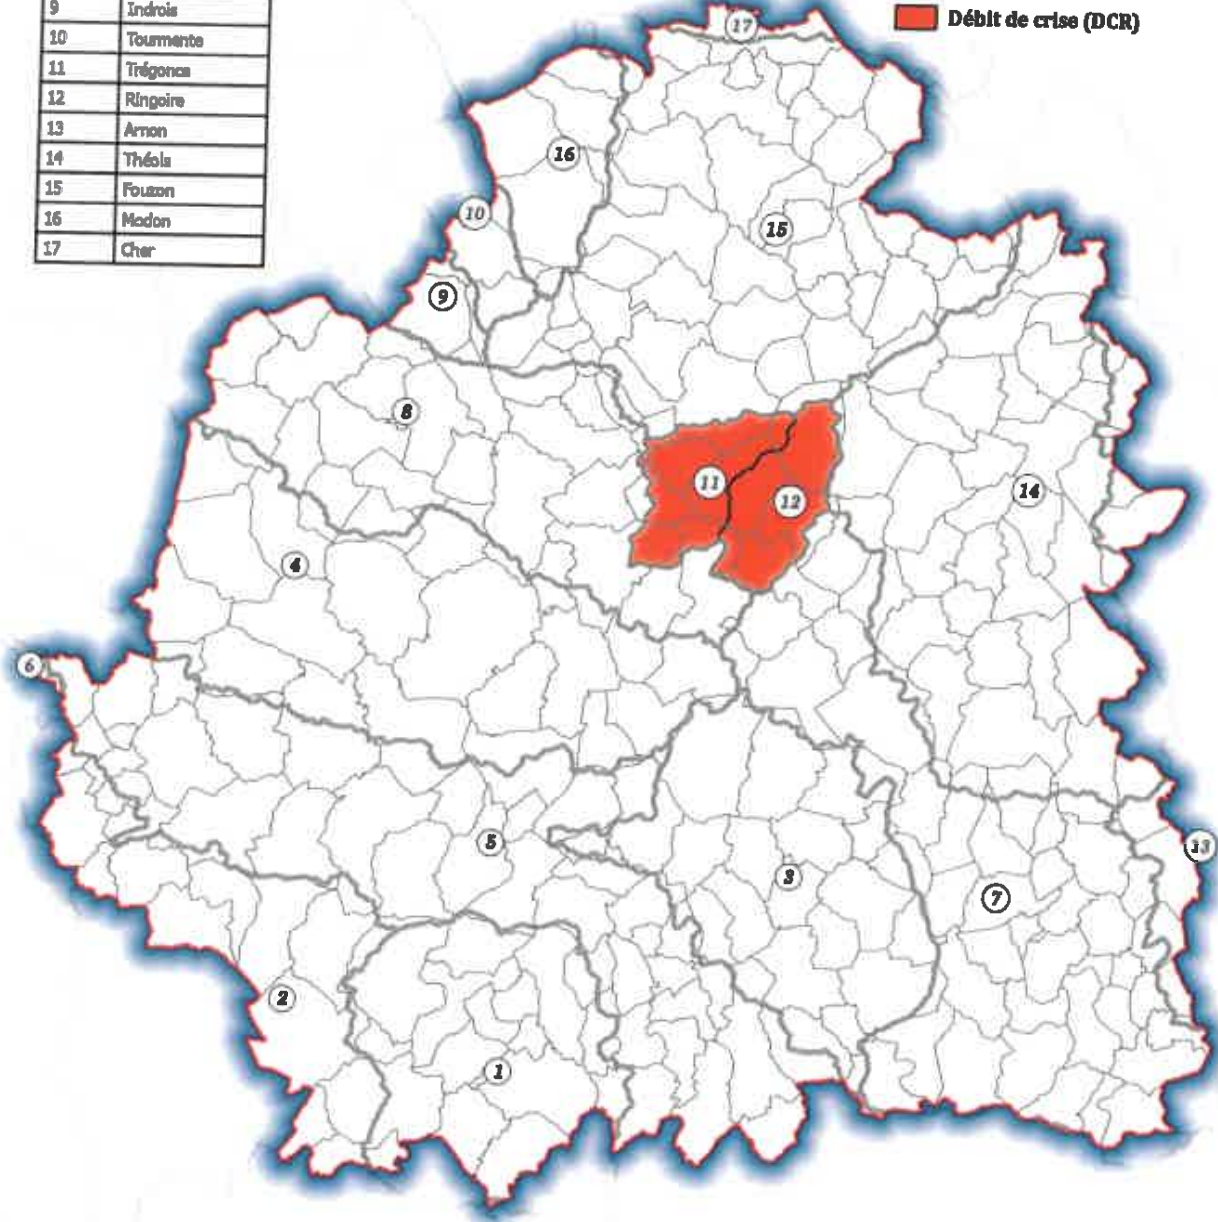 9 Indrois
10 Tourmente
11 Trégonce
12 Ringoire
13 Arnon
14 Théols
15 Fouzon
16 Modon
17 Cher
Débit de crise (DCR)
17
16
10
15
9
8
11
12
14
4
6
5
3
13
7
2
1